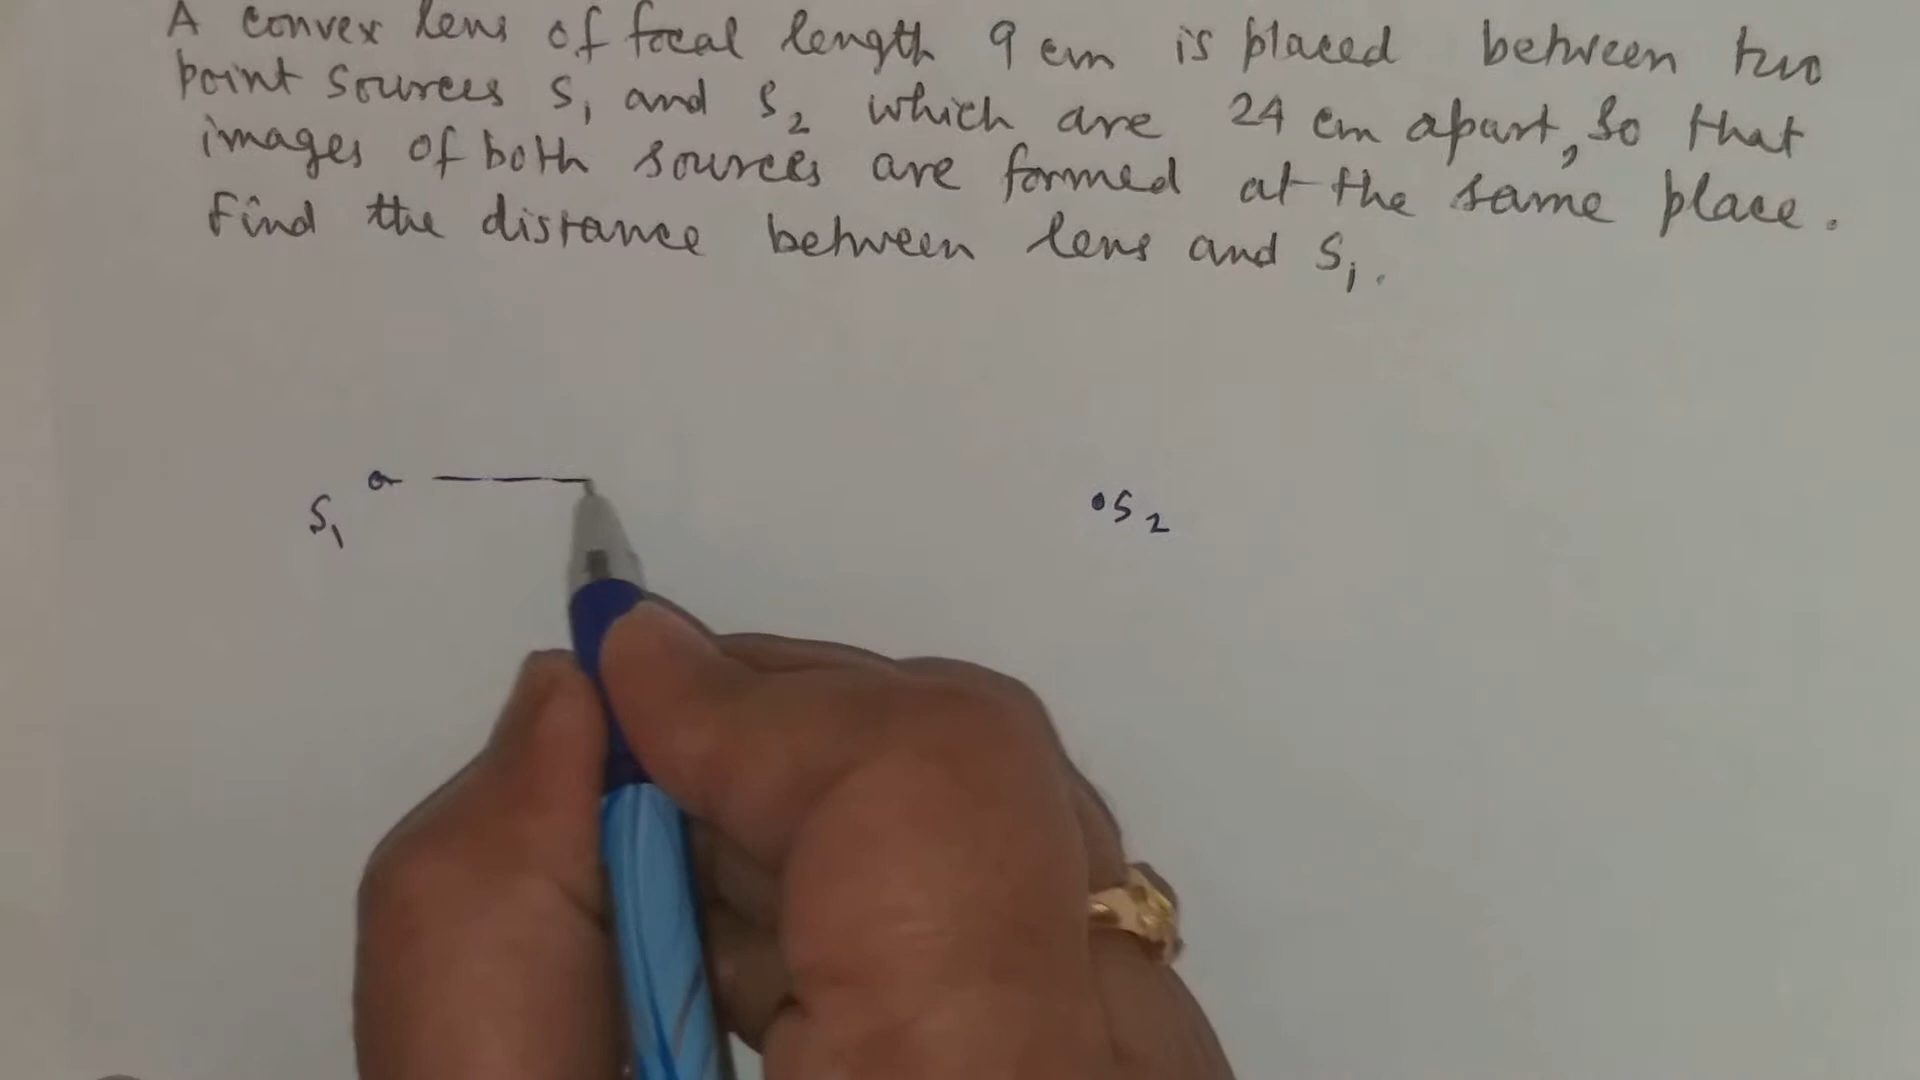 A convex lens of focal length 9 cm is placed between two
point sources S₁ and S₂ which are 24 cm apart, so that
images of both sources are formed at the same place.
Find the distance between lens and S₁.
S₁
S₂